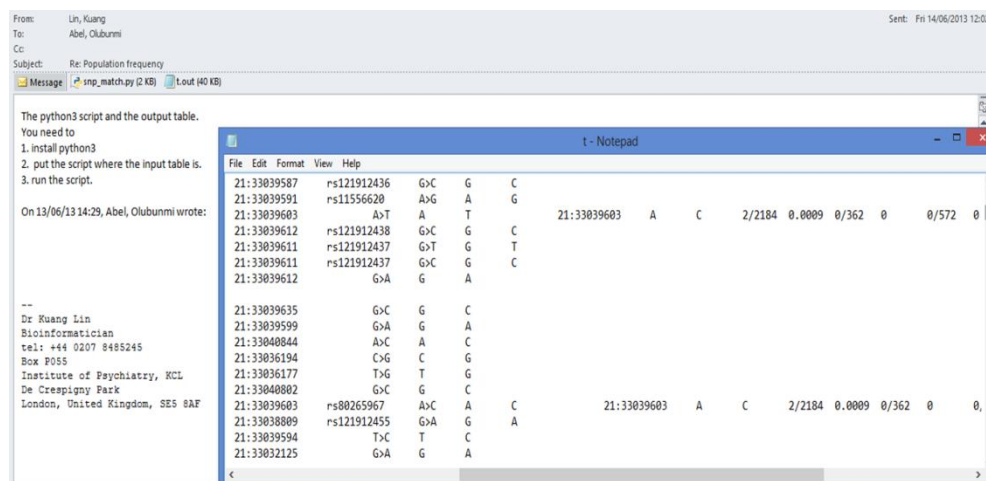 From: Lin, Kuang
Sent: Fri 14/06/2013 12:02
To: Abel, Olubunmi
Cc:
Subject: Re: Population frequency
Message snp_match.py (2 KB) t.out (40 KB)
The python3 script and the output table.
You need to
1. install python3
2. put the script where the input table is.
3. run the script.
On 13/06/13 14:29, Abel, Olubunmi wrote:
--
Dr Kuang Lin
Bioinformatician
tel: +44 0207 8485245
Box P055
Institute of Psychiatry, KCL
De Crespigny Park
London, United Kingdom, SE5 8AF
t - Notepad
File Edit Format View Help
21:33039587 rs121912436 G>C G C
21:33039591 rs11556620 A>G A G
21:33039603 A>T A T 21:33039603 A C 2/2184 0.0009 0/362 0 0/572 0
21:33039612 rs121912438 G>C G C
21:33039611 rs121912437 G>T G T
21:33039611 rs121912437 G>C G C
21:33039612 G>A G A
21:33039635 G>C G C
21:33039599 G>A G A
21:33040844 A>C A C
21:33036194 C>G C G
21:33036177 T>G T G
21:33040802 G>C G C
21:33039603 rs80265967 A>C A C 21:33039603 A C 2/2184 0.0009 0/362 0 0,
21:33038809 rs121912455 G>A G A
21:33039594 T>C T C
21:33032125 G>A G A